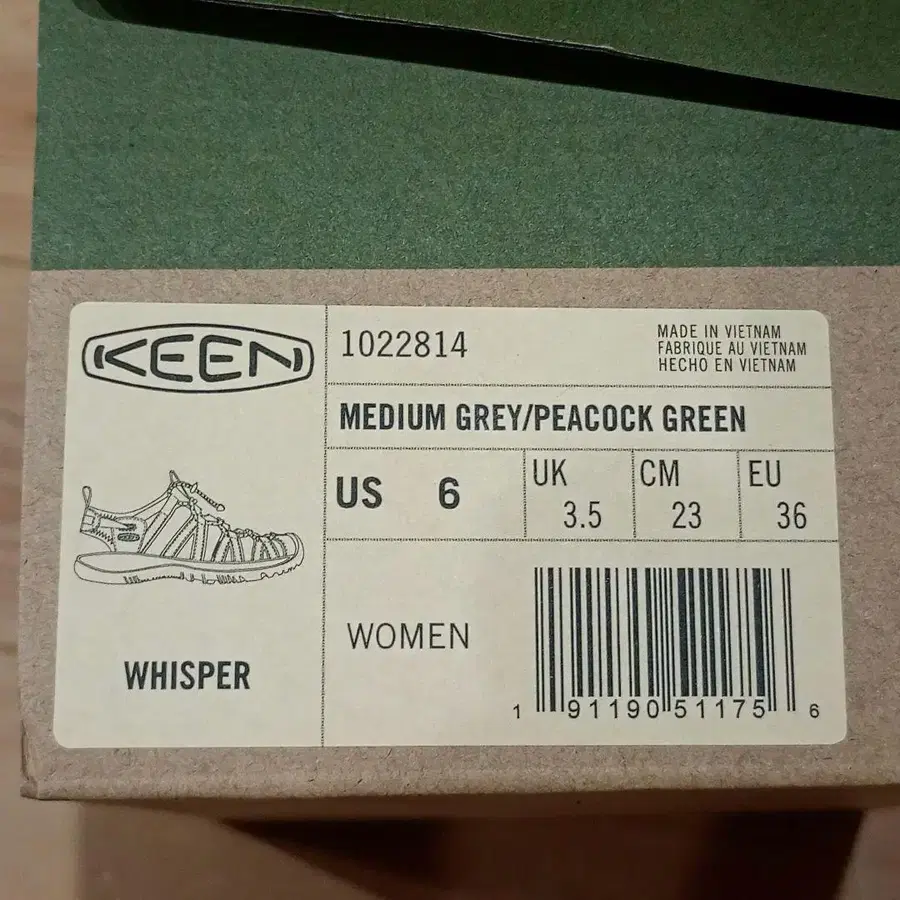 KEEN
1022814
MADE IN VIETNAM
FABRIQUE AU VIETNAM
HECHO EN VIETNAM
MEDIUM GREY/PEACOCK GREEN
US 6
UK 3.5
CM 23
EU 36
KEEN
WHISPER
WOMEN
1 91190 51175 6